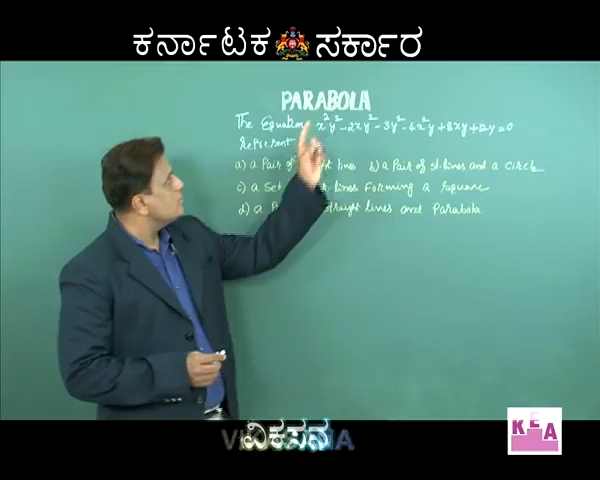 ಕರ್ನಾಟಕ ಸರ್ಕಾರ
PARABOLA
The Equation x²y² - 2xy² - 3y² - 4x²y + 8xy + 12y = 0
Represent
a) a Pair of lines b) a Pair of st. lines and a Circle
c) a Set lines Forming a Square
d) a straight lines and Parabola
ವಿಕಸನ
KEA